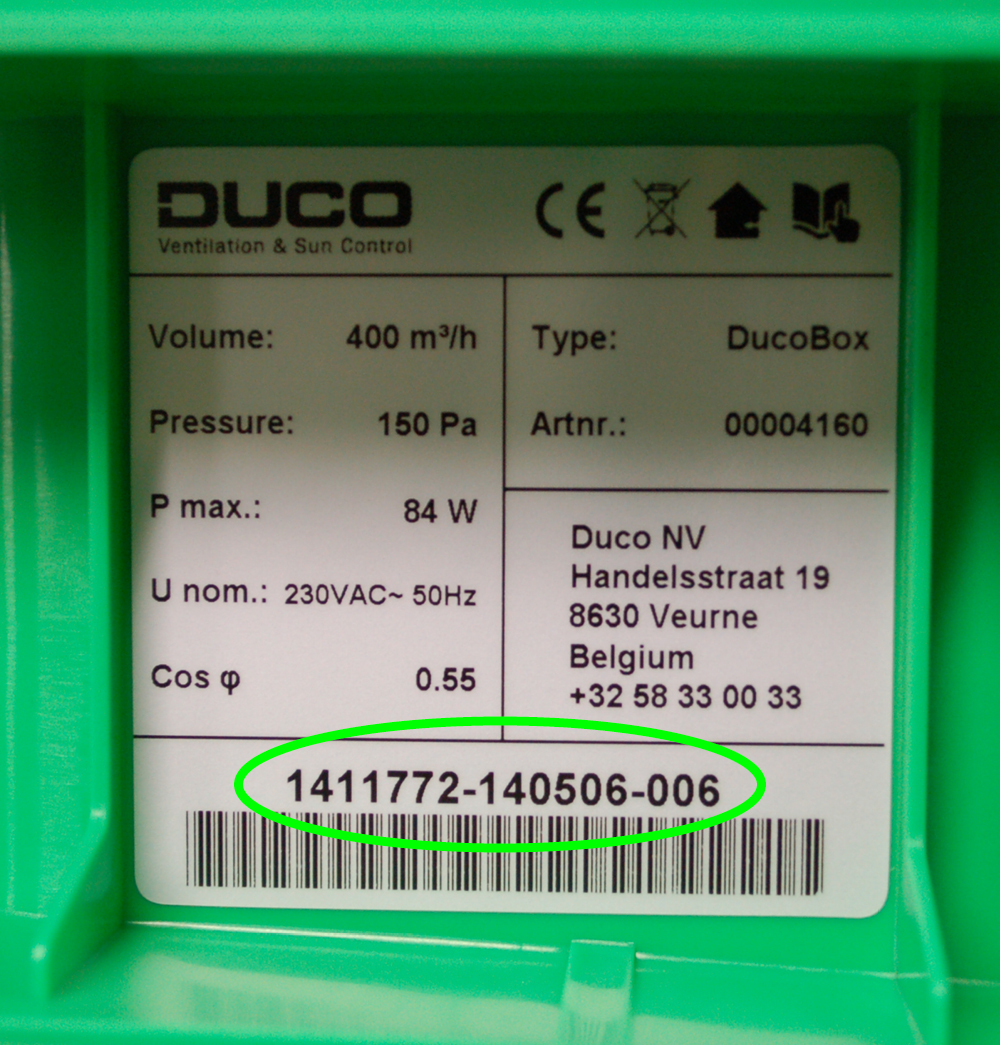 DUCO
Ventilation & Sun Control
CE
Volume: 400 m³/h
Pressure: 150 Pa
P max.: 84 W
U nom.: 230VAC~ 50Hz
Cos φ 0.55
Type: DucoBox
Artnr.: 00004160
Duco NV
Handelsstraat 19
8630 Veurne
Belgium
+32 58 33 00 33
1411772-140506-006